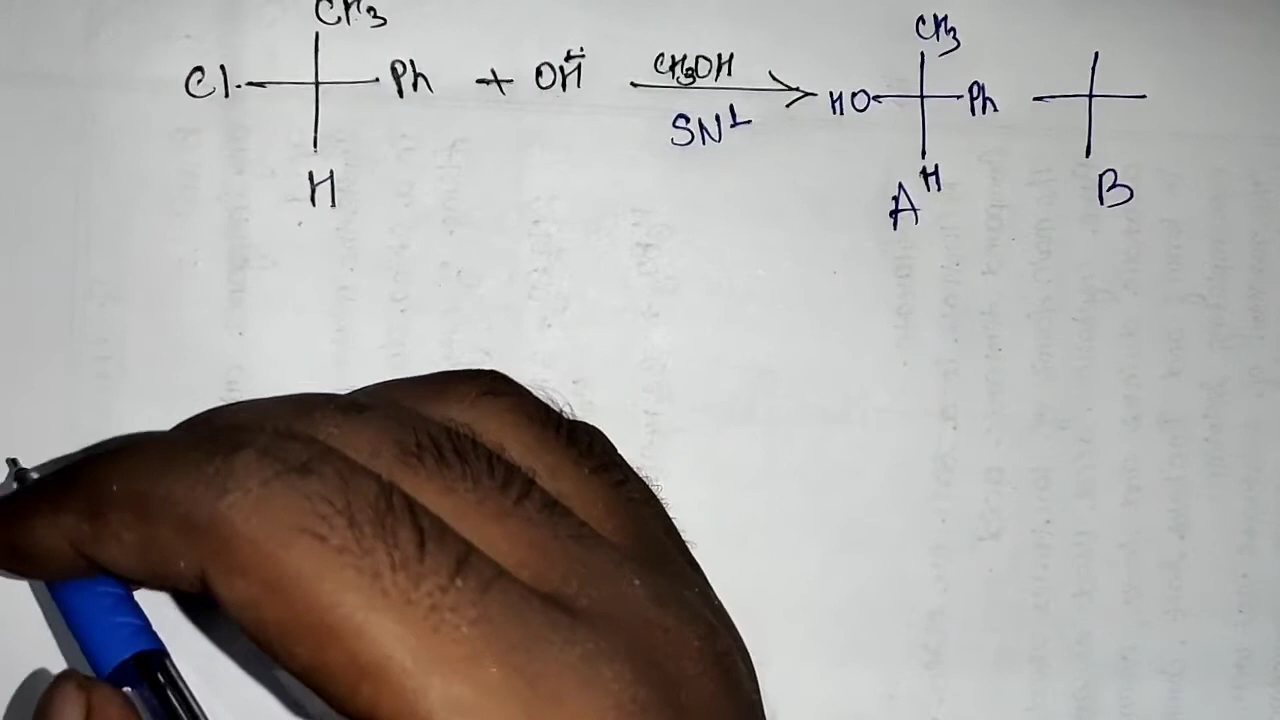 CH3 CH3
Cl Ph + OH⁻ CH3OH HO Ph
SN1
H H
A B